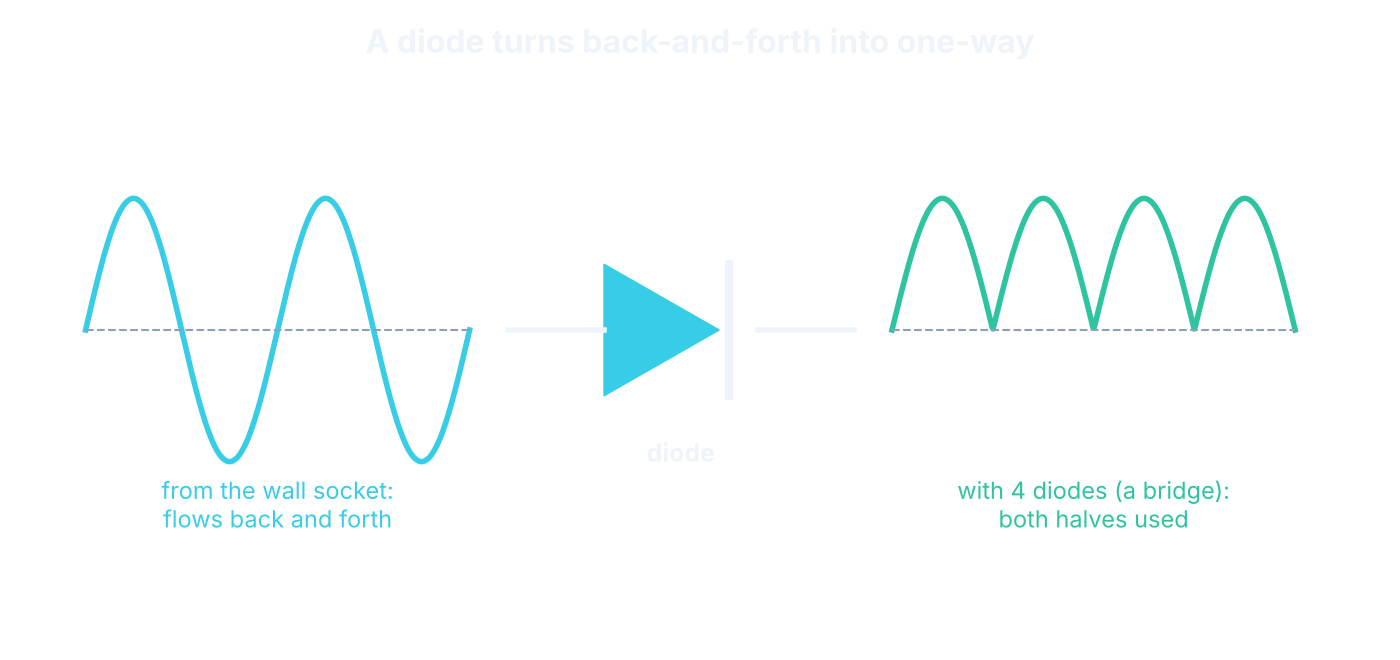 A diode turns back-and-forth into one-way
diode
from the wall socket:
flows back and forth
with 4 diodes (a bridge):
both halves used